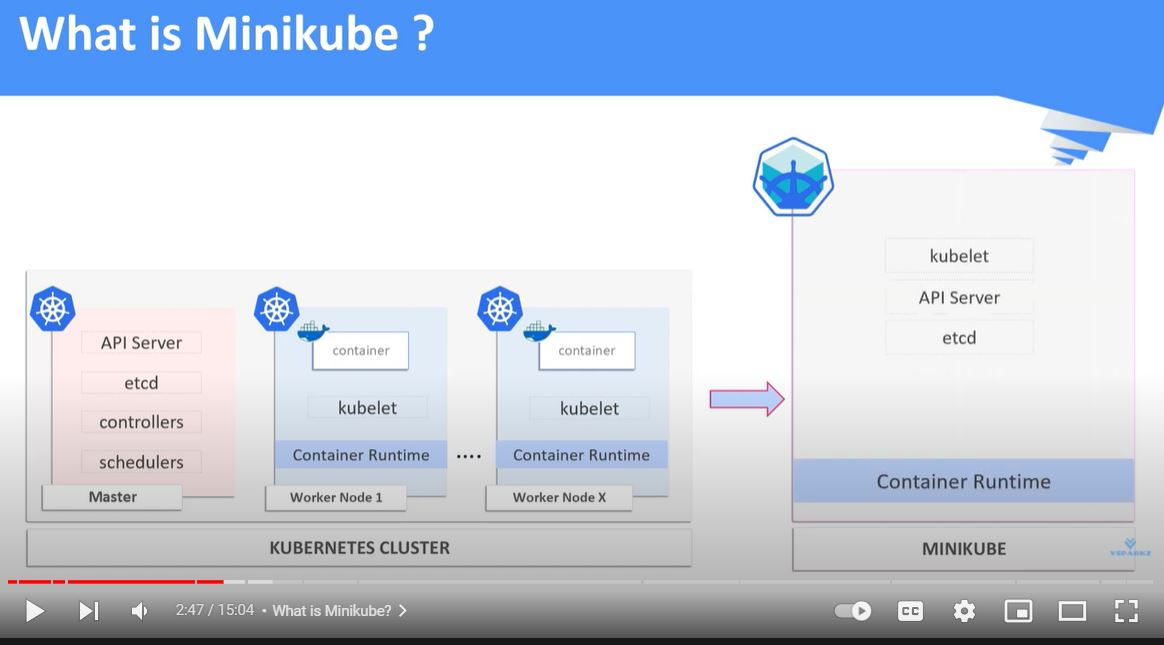 What is Minikube ?
API Server
etcd
controllers
schedulers
Master
container
kubelet
Container Runtime
Worker Node 1
....
container
kubelet
Container Runtime
Worker Node X
KUBERNETES CLUSTER
kubelet
API Server
etcd
Container Runtime
MINIKUBE
VSPARKZ
2:47 / 15:04 • What is Minikube? >
CC